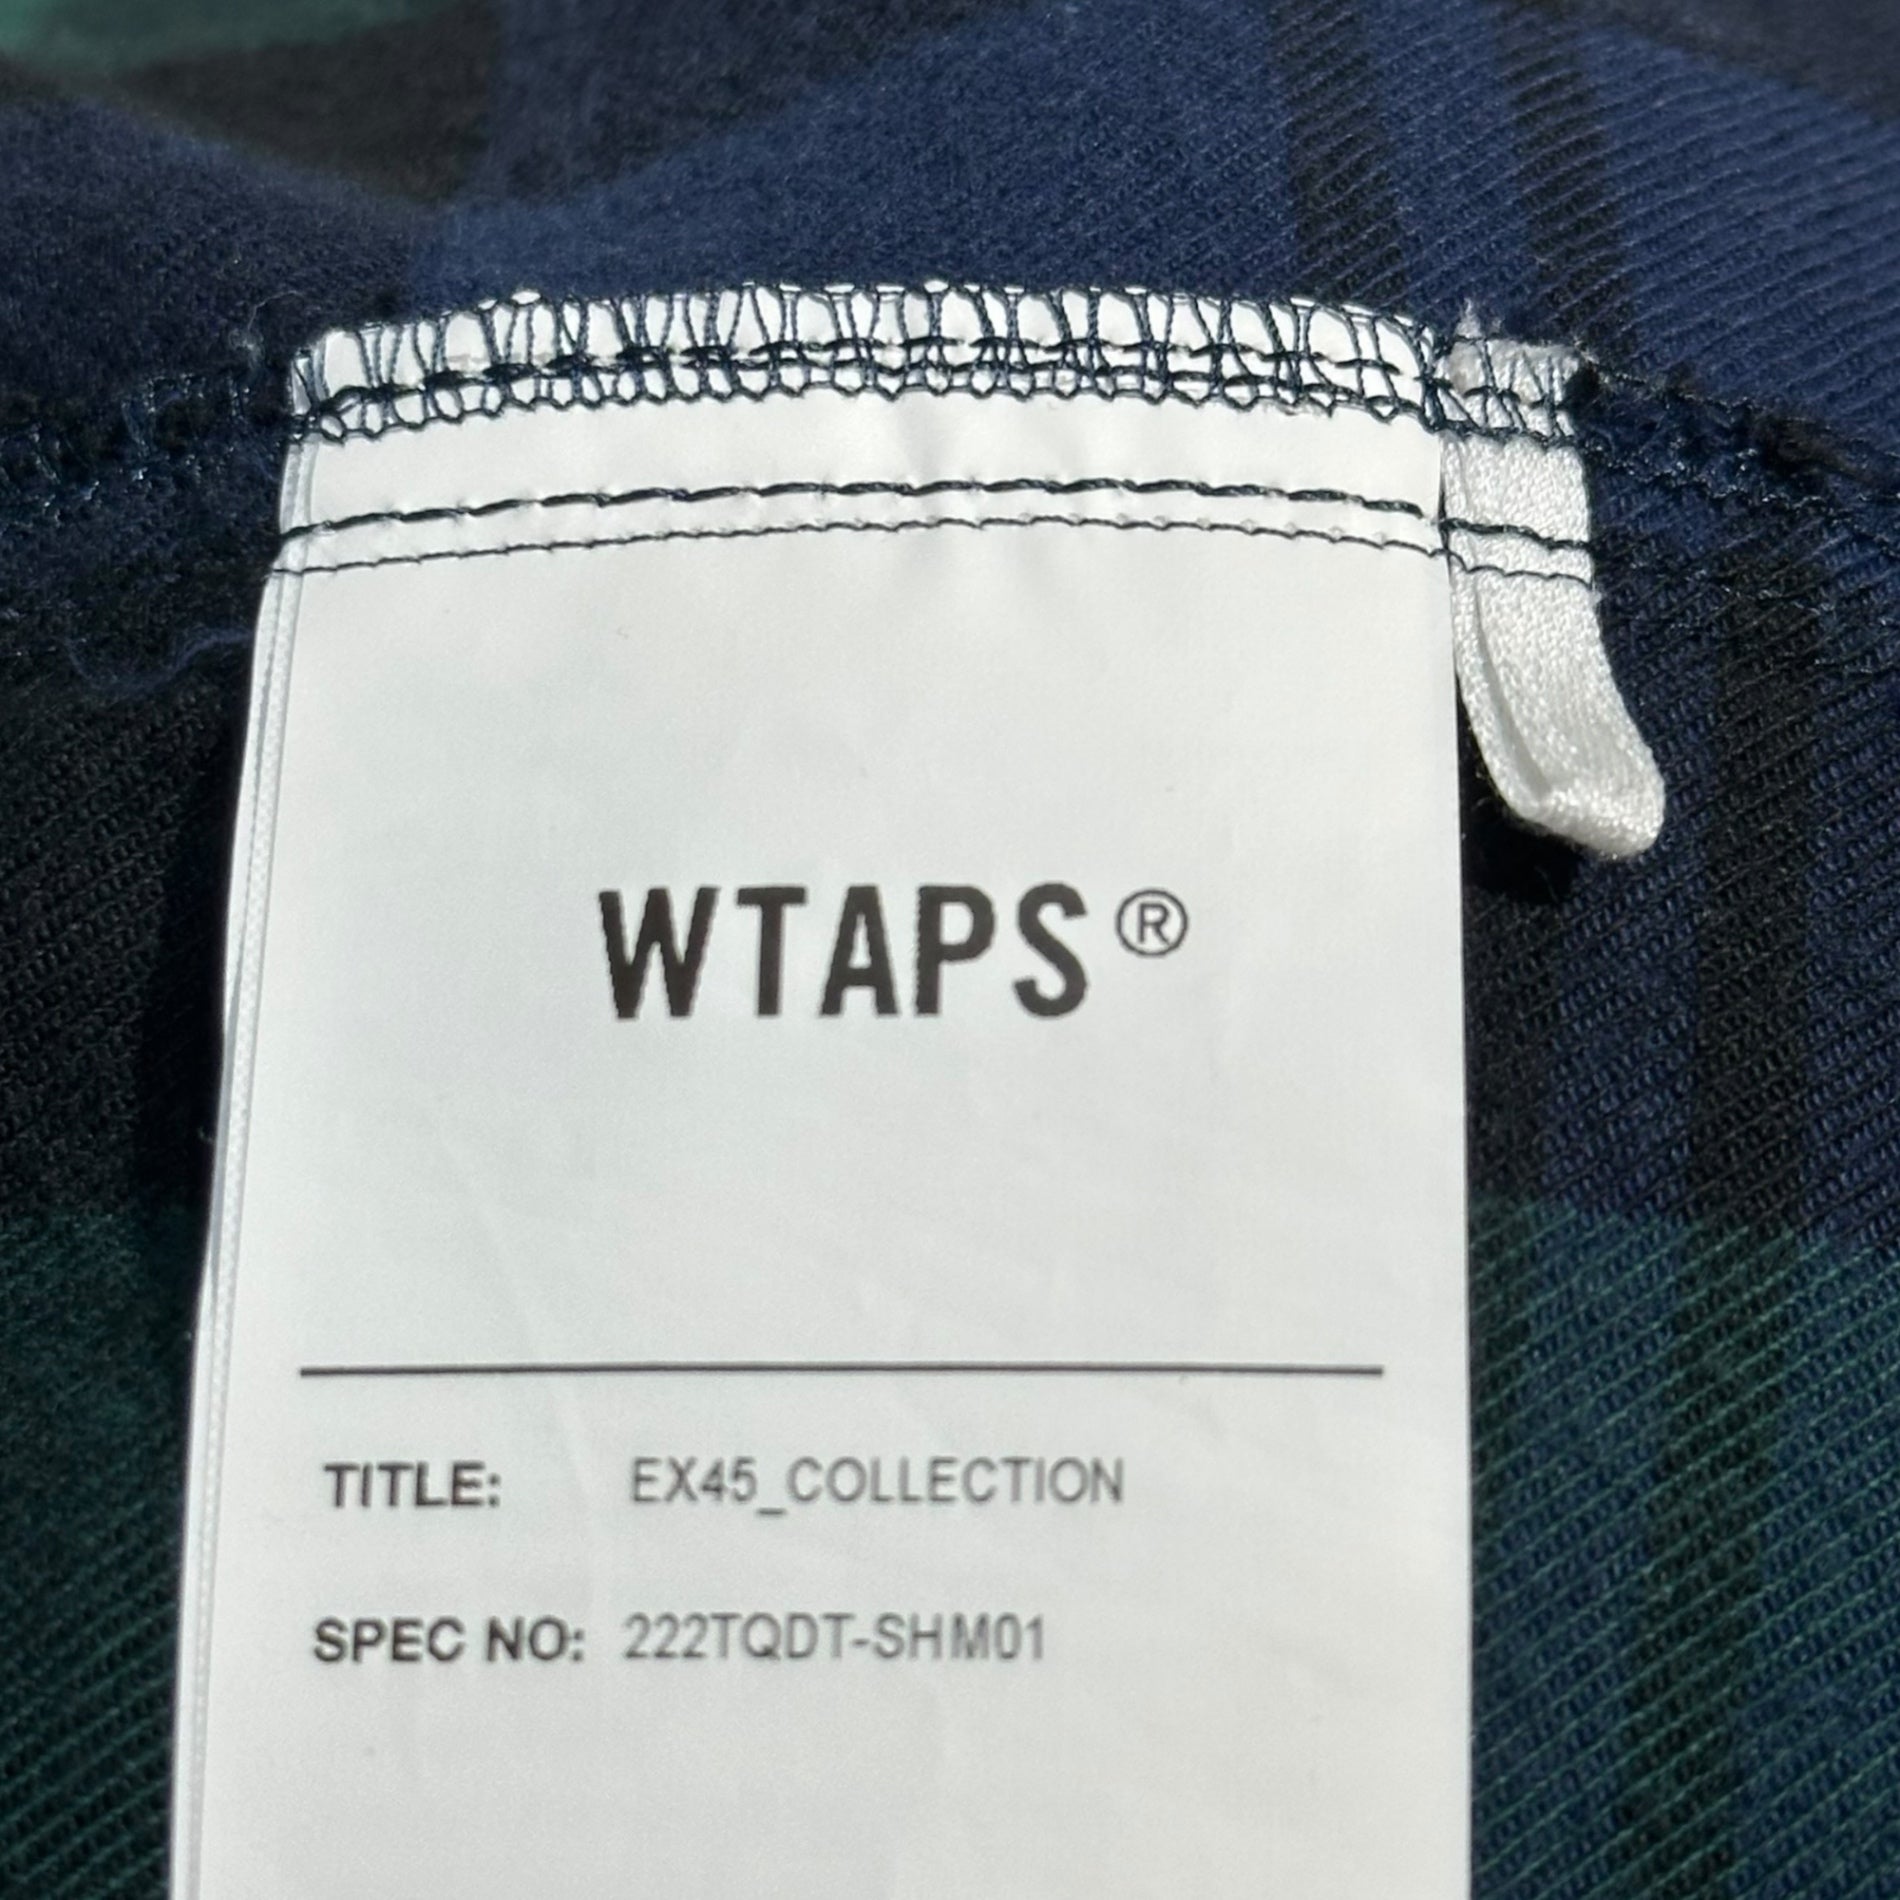 WTAPS®
TITLE: EX45_COLLECTION
SPEC NO: 222TQDT-SHM01